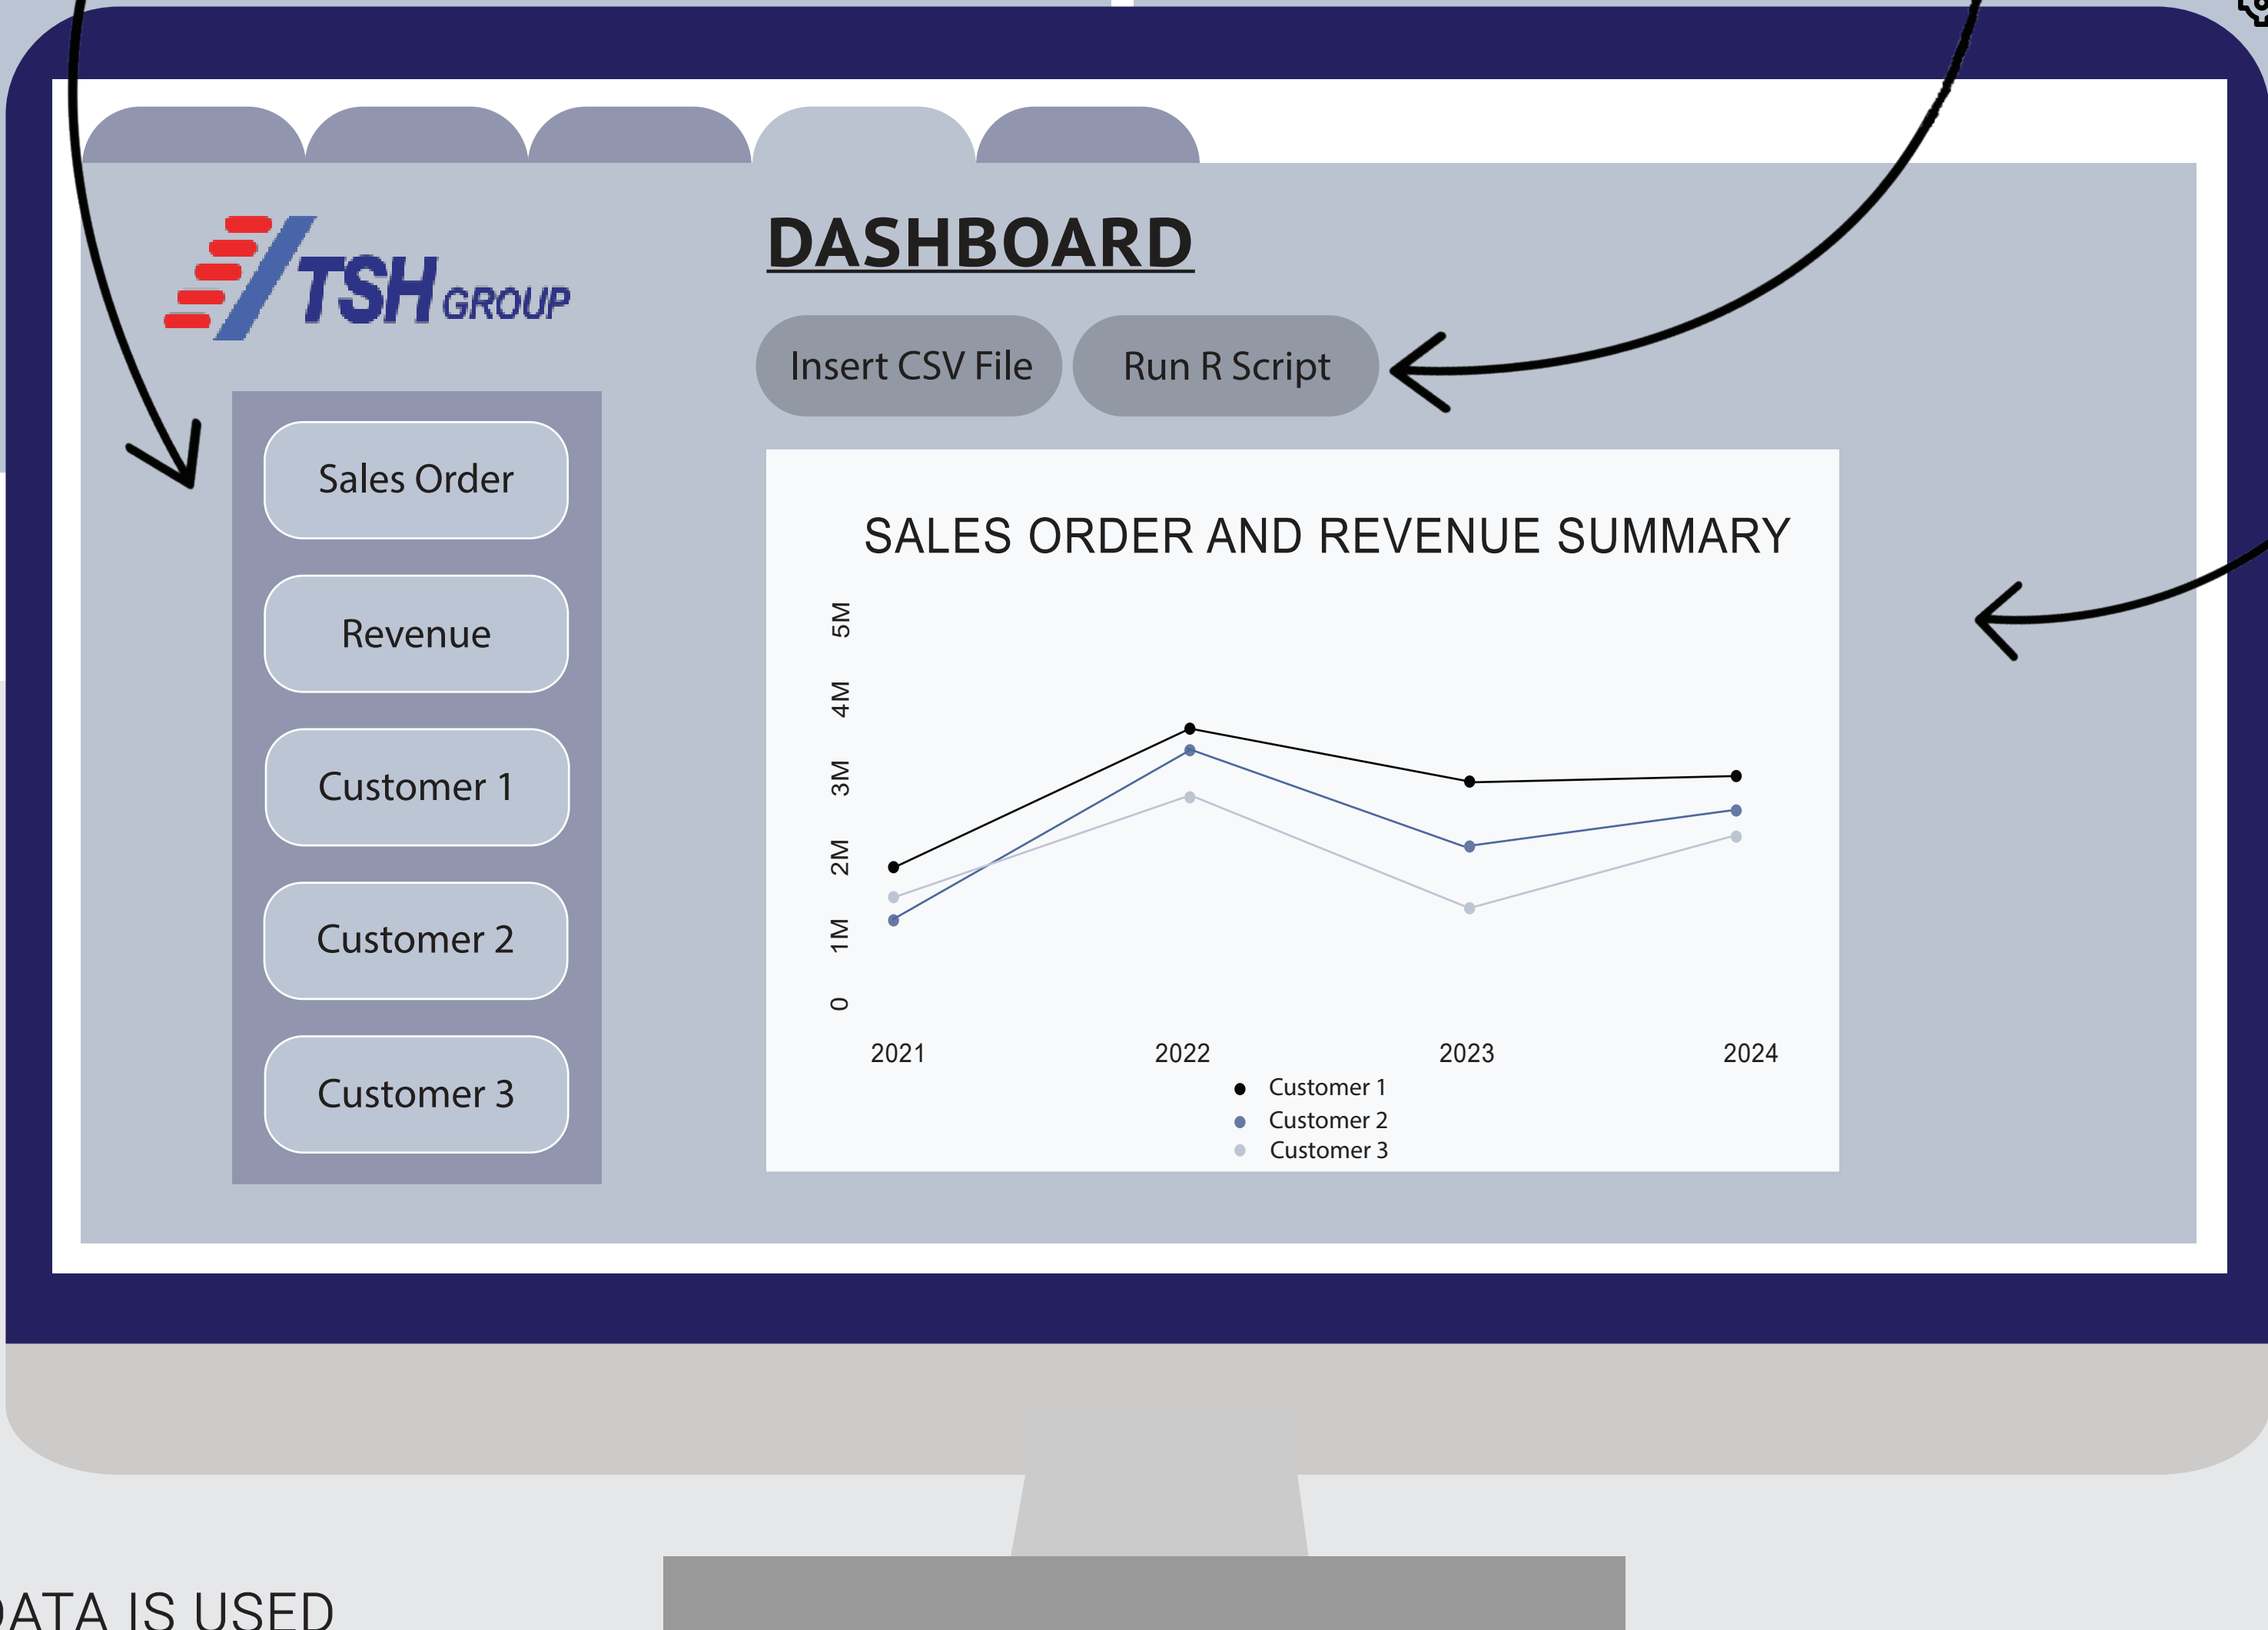 TSH GROUP
DASHBOARD
Insert CSV File
Run R Script
Sales Order
Revenue
Customer 1
Customer 2
Customer 3
SALES ORDER AND REVENUE SUMMARY
5M
4M
3M
2M
1M
0
2021 2022 2023 2024
Customer 1
Customer 2
Customer 3
DATA IS USED